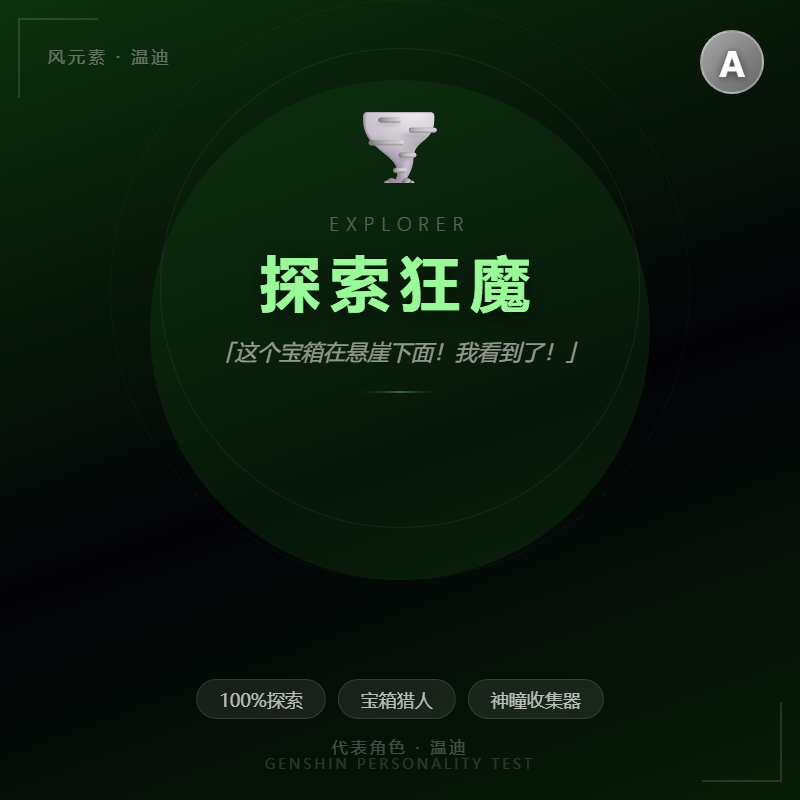 风元素 · 温迪
A
EXPLORER
探索狂魔
「这个宝箱在悬崖下面！我看到了！」
100%探索
宝箱猎人
神瞳收集器
代表角色 · 温迪
GENSHIN PERSONALITY TEST